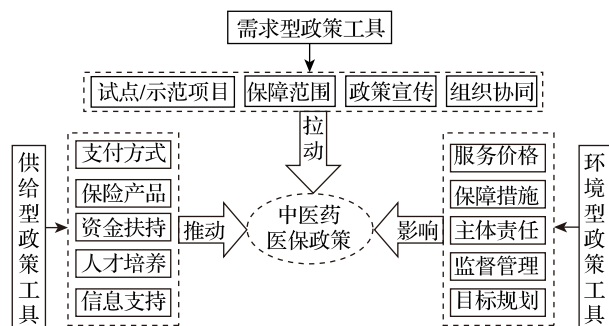 需求型政策工具
试点/示范项目
保障范围
政策宣传
组织协同
拉动
供给型政策工具
支付方式
保险产品
资金扶持
人才培养
信息支持
推动
中医药
医保政策
影响
服务价格
保障措施
主体责任
监督管理
目标规划
环境型政策工具